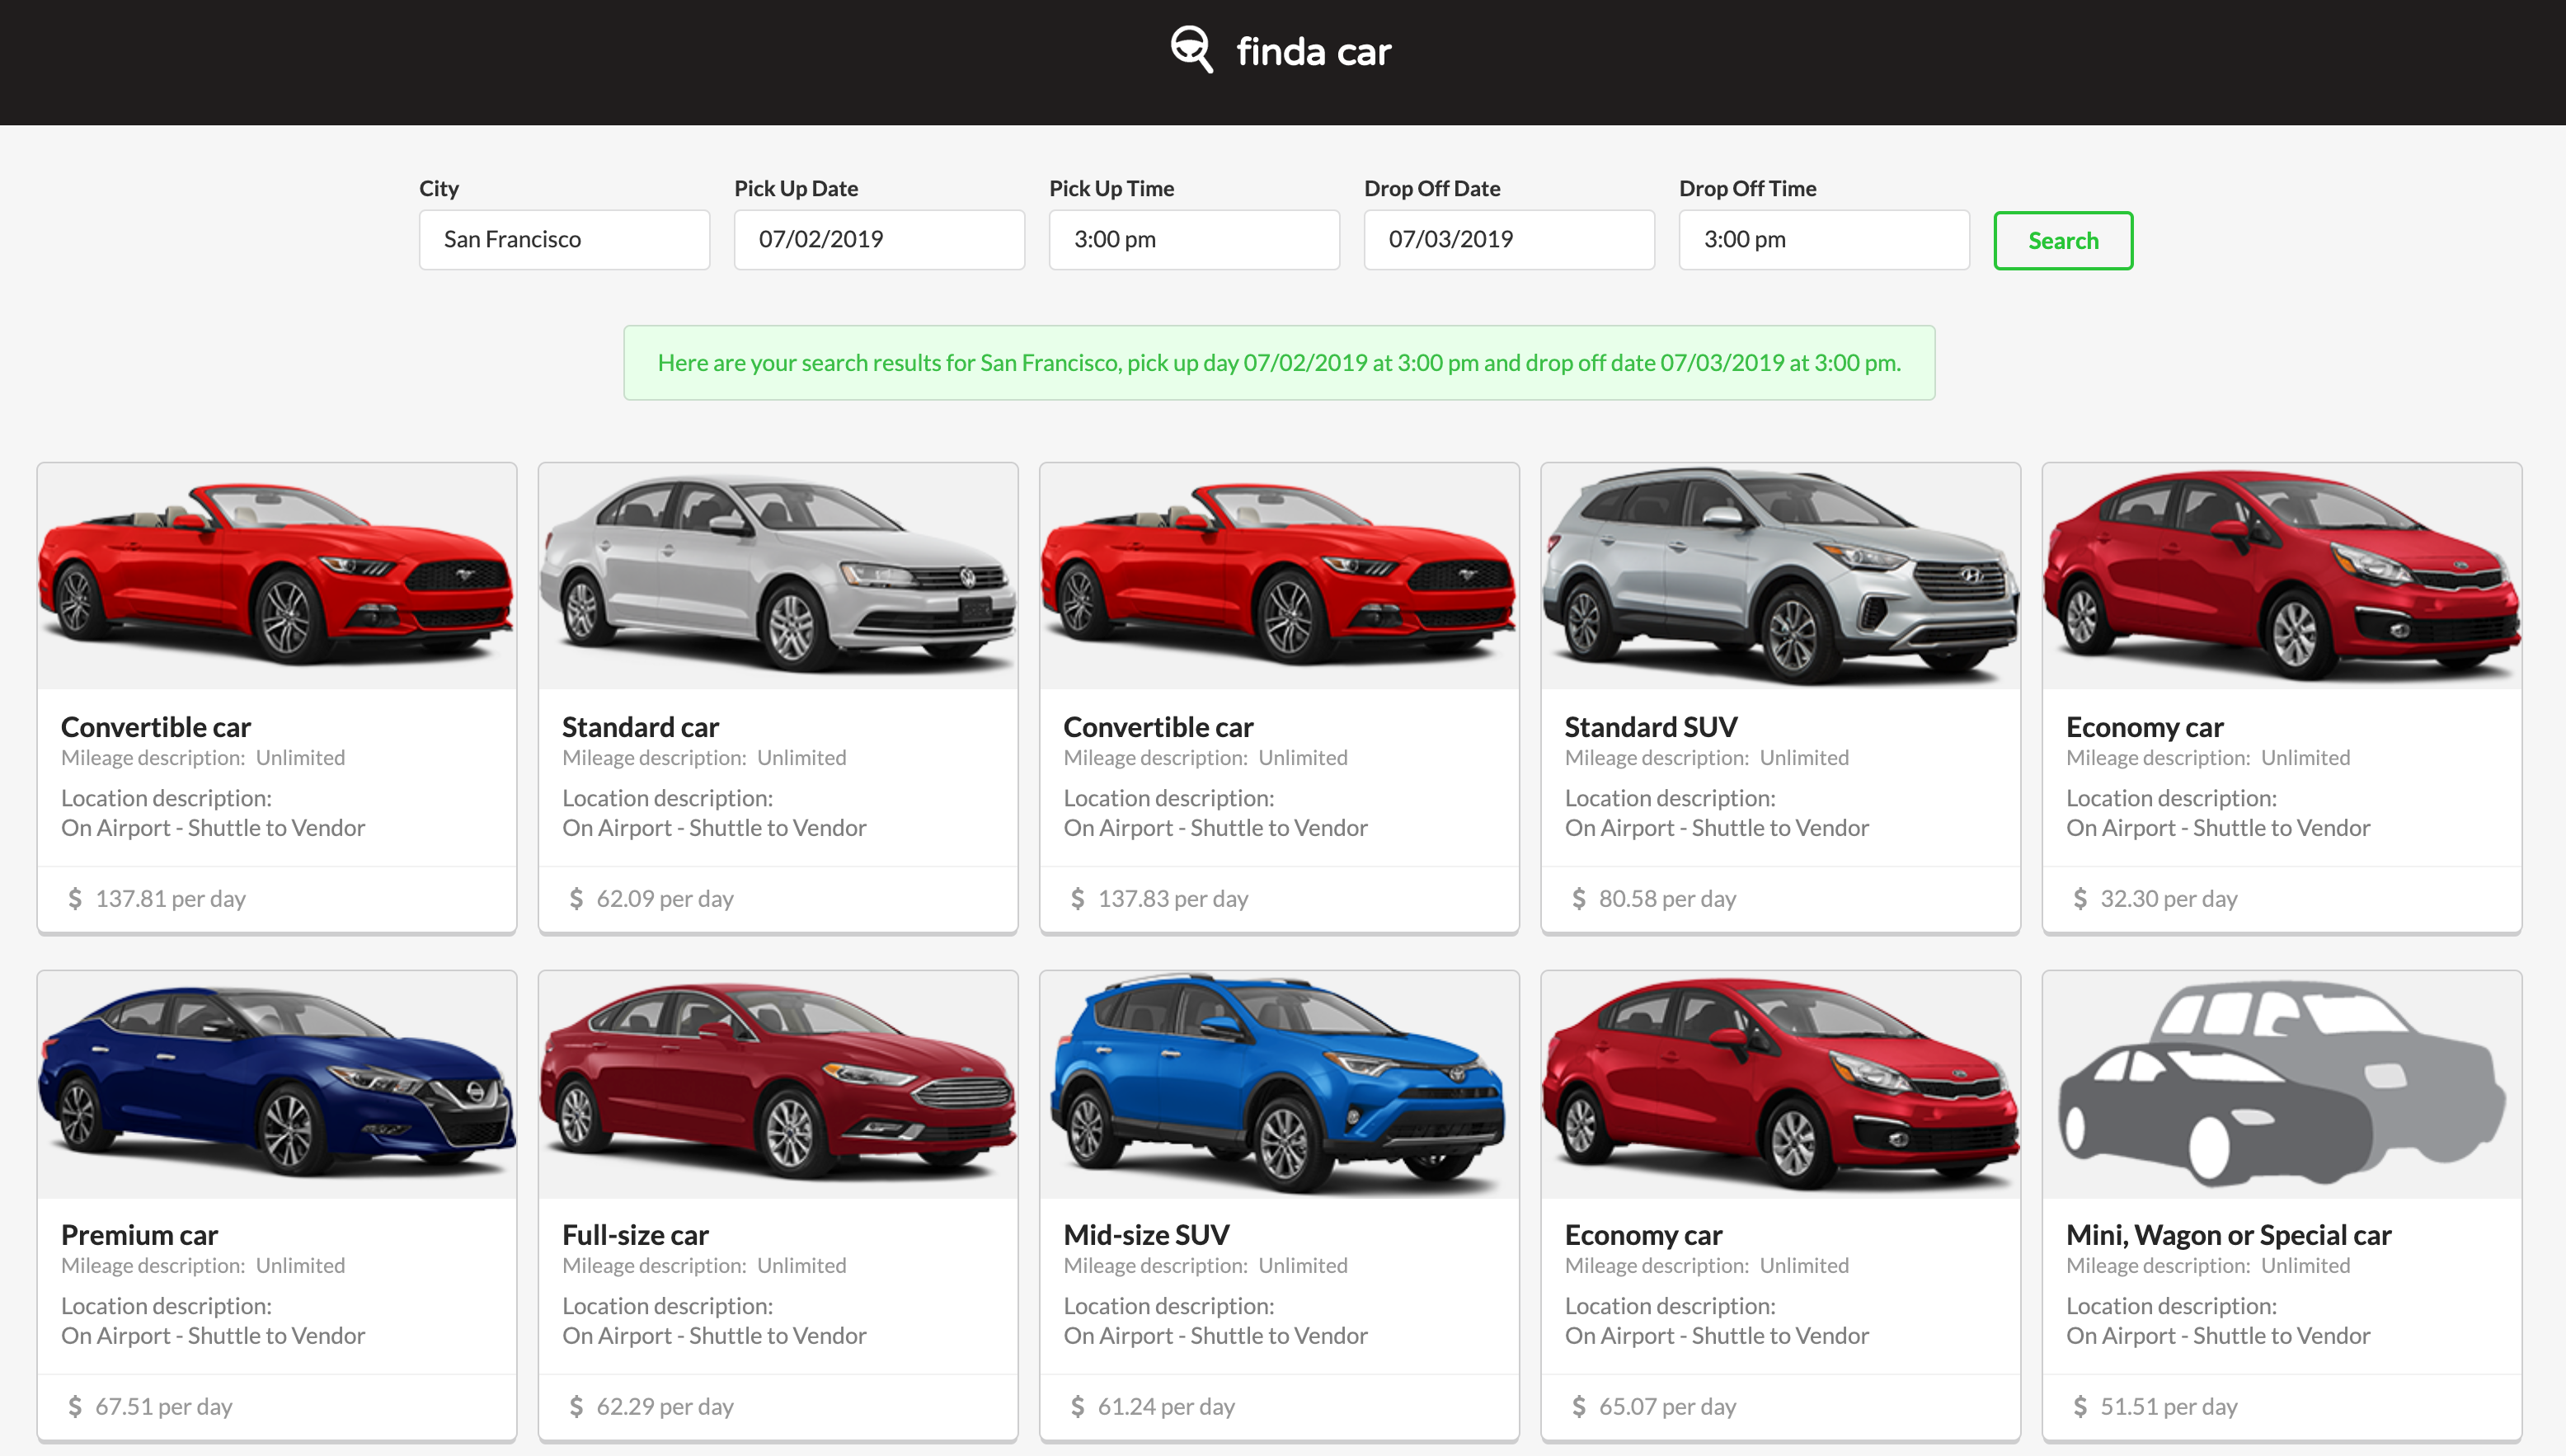 finda car
City
Pick Up Date
Pick Up Time
Drop Off Date
Drop Off Time
San Francisco
07/02/2019
3:00 pm
07/03/2019
3:00 pm
Search
Here are your search results for San Francisco, pick up day 07/02/2019 at 3:00 pm and drop off date 07/03/2019 at 3:00 pm.
Convertible car
Mileage description: Unlimited
Location description:
On Airport - Shuttle to Vendor
$ 137.81 per day
Standard car
Mileage description: Unlimited
Location description:
On Airport - Shuttle to Vendor
$ 62.09 per day
Convertible car
Mileage description: Unlimited
Location description:
On Airport - Shuttle to Vendor
$ 137.83 per day
Standard SUV
Mileage description: Unlimited
Location description:
On Airport - Shuttle to Vendor
$ 80.58 per day
Economy car
Mileage description: Unlimited
Location description:
On Airport - Shuttle to Vendor
$ 32.30 per day
Premium car
Mileage description: Unlimited
Location description:
On Airport - Shuttle to Vendor
$ 67.51 per day
Full-size car
Mileage description: Unlimited
Location description:
On Airport - Shuttle to Vendor
$ 62.29 per day
Mid-size SUV
Mileage description: Unlimited
Location description:
On Airport - Shuttle to Vendor
$ 61.24 per day
Economy car
Mileage description: Unlimited
Location description:
On Airport - Shuttle to Vendor
$ 65.07 per day
Mini, Wagon or Special car
Mileage description: Unlimited
Location description:
On Airport - Shuttle to Vendor
$ 51.51 per day